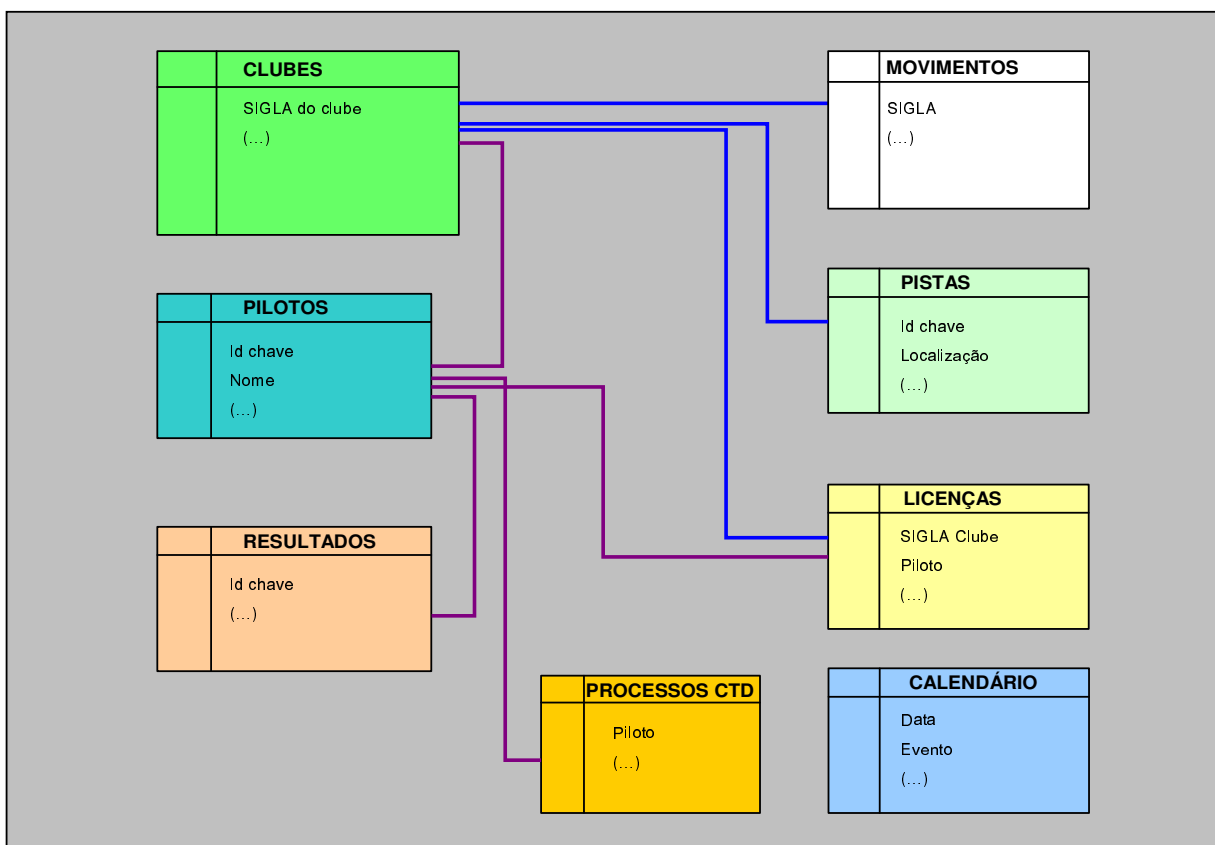 CLUBES
SIGLA do clube
(...)
MOVIMENTOS
SIGLA
(...)
PILOTOS
Id chave
Nome
(...)
PISTAS
Id chave
Localização
(...)
RESULTADOS
Id chave
(...)
LICENÇAS
SIGLA Clube
Piloto
(...)
PROCESSOS CTD
Piloto
(...)
CALENDÁRIO
Data
Evento
(...)